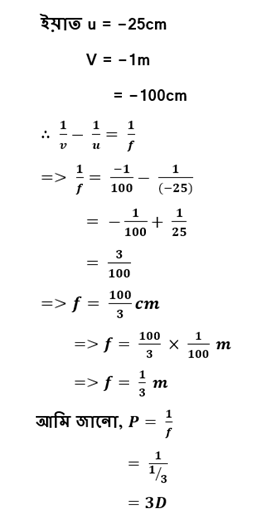 ইয়াত u = −25cm
V = −1m
= −100cm
∴ 1/v − 1/u = 1/f
=> 1/f = −1/100 − 1/(−25)
= − 1/100 + 1/25
= 3/100
=> f = 100/3 cm
=> f = 100/3 × 1/100 m
=> f = 1/3 m
আমি জানো, P = 1/f
= 1/1/3
= 3D